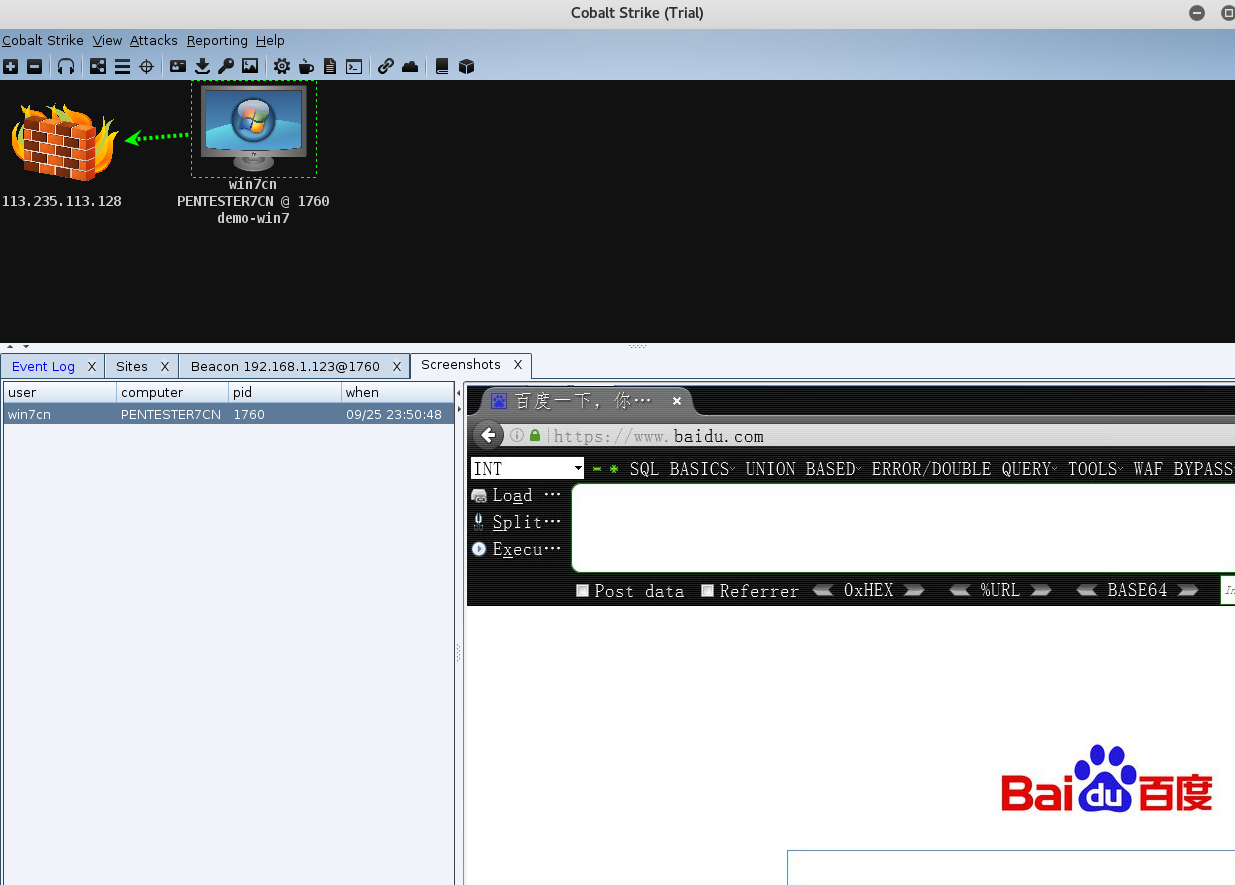 Cobalt Strike (Trial)
Cobalt Strike View Attacks Reporting Help
113.235.113.128
win7cn
PENTESTER7CN @ 1760
demo-win7
Event Log X Sites X Beacon 192.168.1.123@1760 X Screenshots X
user computer pid when
win7cn PENTESTER7CN 1760 09/25 23:50:48
百度一下，你…
https://www.baidu.com
INT SQL BASICS UNION BASED ERROR/DOUBLE QUERY TOOLS WAF BYPASS
Load …
Split…
Execu…
Post data Referrer 0xHEX %URL BASE64
Bai du 百度